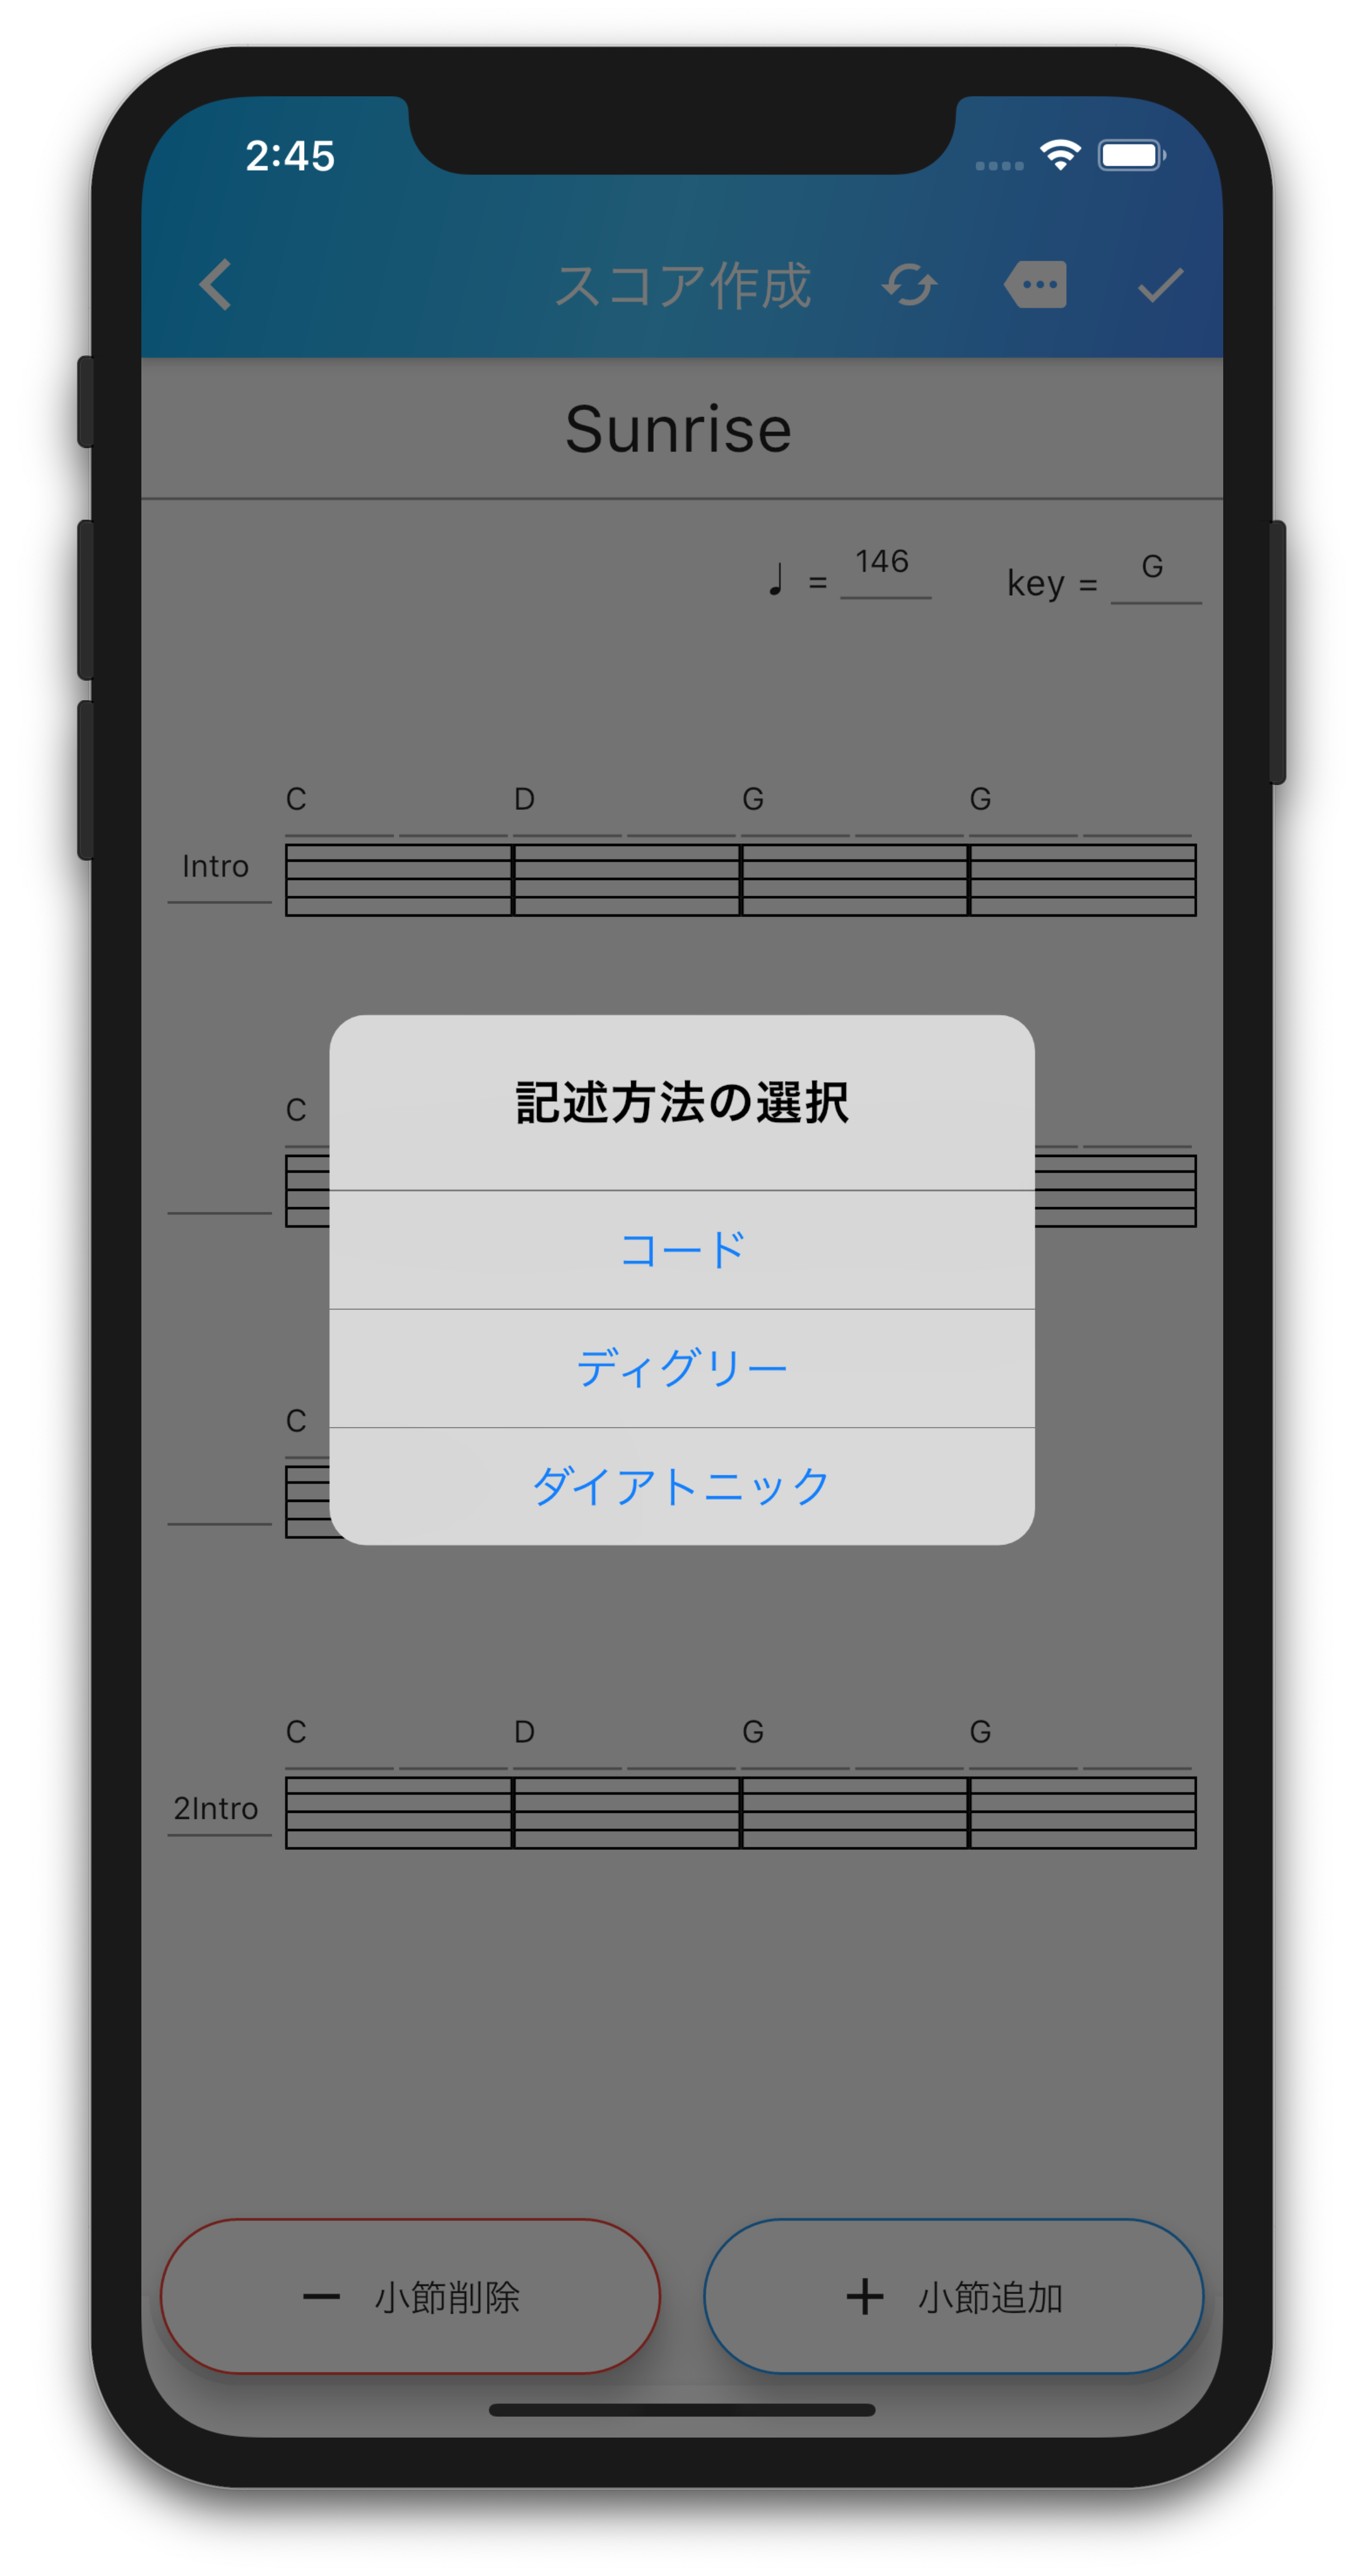 2:45
スコア作成
Sunrise
♩ = 146 key = G
C D G G
Intro
C
記述方法の選択
コード
ディグリー
C
ダイアトニック
C D G G
2Intro
小節削除 小節追加